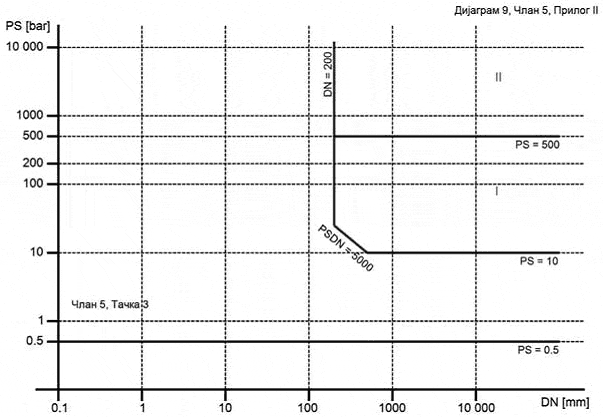 Дијаграм 9, Члан 5, Прилог II
PS [bar]
10 000
DN = 200
II
1000
500
PS = 500
200
100
I
PSDN = 5000
10
PS = 10
Члан 5, Тачка 3
1
0.5
PS = 0.5
0.1
1
10
100
1000
10 000
DN [mm]